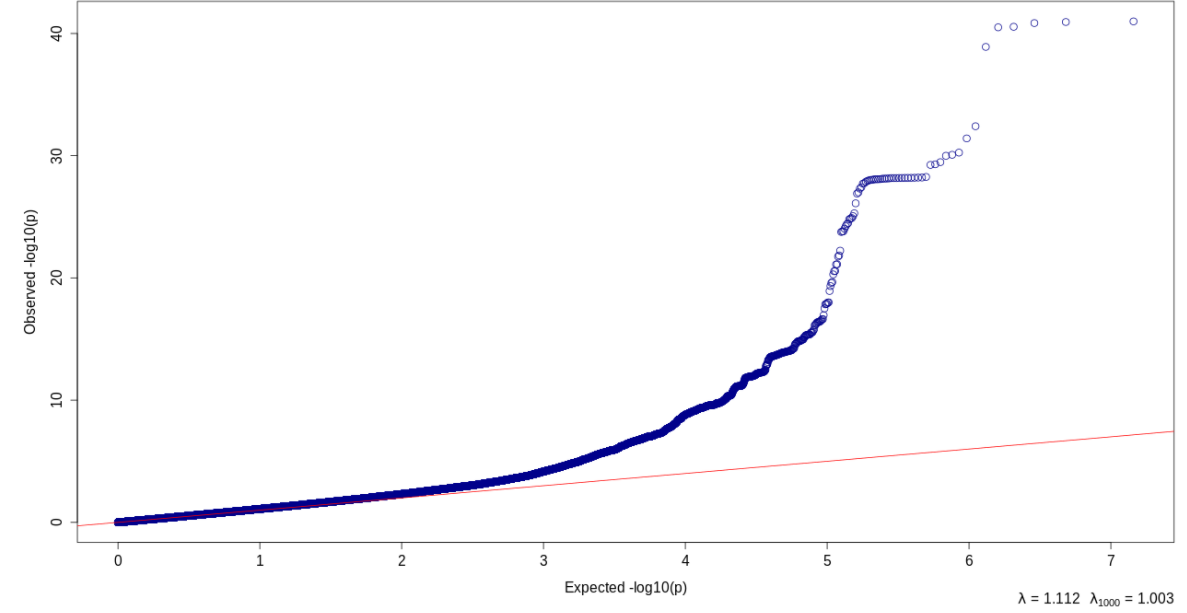 40
30
20
10
0
Observed -log10(p)
0 1 2 3 4 5 6 7
Expected -log10(p)
λ = 1.112 λ1000 = 1.003